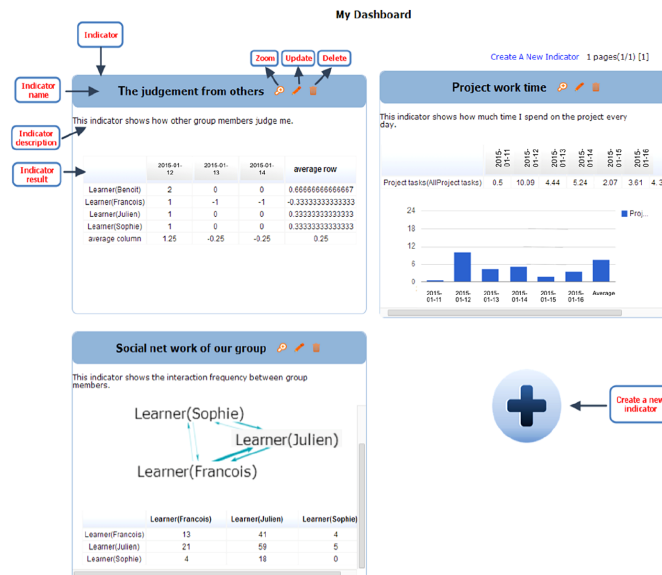 My Dashboard
Indicator
Zoom
Update
Delete
Create A New Indicator 1 pages(1/1) [1]
Indicator
name
The judgement from others
Indicator
description
This indicator shows how other group members judge me.
Indicator
result
2015-01-12 2015-01-13 2015-01-14 average row
Learner(Benoit) 2 0 0 0.66666666666667
Learner(Francois) 1 -1 -1 -0.33333333333333
Learner(Julien) 1 0 0 0.33333333333333
Learner(Sophie) 1 0 0 0.33333333333333
average column 1.25 -0.25 -0.25 0.25
Project work time
This indicator shows how much time I spend on the project every
day.
2015-01-11 2015-01-12 2015-01-13 2015-01-14 2015-01-15 2015-01-16
Project tasks(AllProject tasks) 0.5 10.09 4.44 5.24 2.07 3.61 4.3
24
18
12
6
0
Proj...
2015-01-11 2015-01-12 2015-01-13 2015-01-14 2015-01-15 2015-01-16 Average
Social net work of our group
This indicator shows the interaction frequency between group
members.
Learner(Sophie)
Learner(Julien)
Learner(Francois)
Learner(Francois) Learner(Julien) Learner(Sophie)
Learner(Francois) 13 41 4
Learner(Julien) 21 59 5
Learner(Sophie) 4 18 0
Create a new
indicator